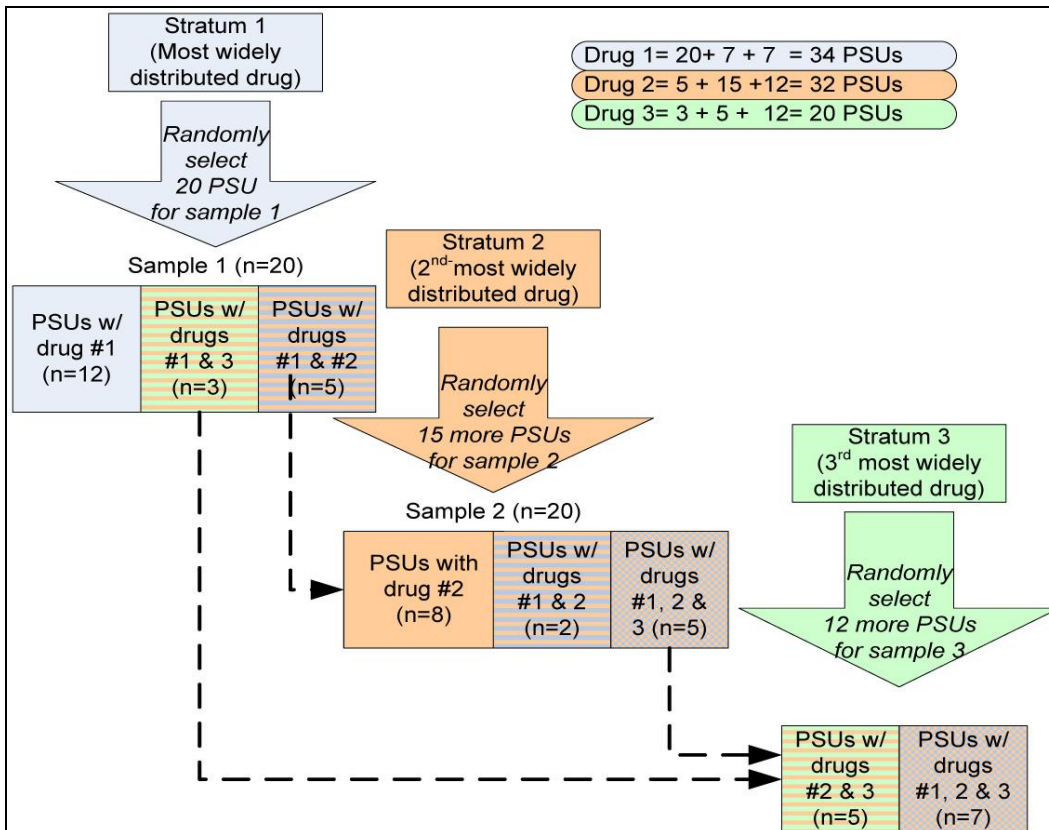 Stratum 1
(Most widely
distributed drug)
Drug 1= 20+ 7 + 7 = 34 PSUs
Drug 2= 5 + 15 +12= 32 PSUs
Drug 3= 3 + 5 + 12= 20 PSUs
Randomly
select
20 PSU
for sample 1
Sample 1 (n=20)
PSUs w/
drug #1
(n=12)
PSUs w/
drugs
#1 & 3
(n=3)
PSUs w/
drugs
#1 & #2
(n=5)
Stratum 2
(2nd- most widely
distributed drug)
Randomly
select
15 more PSUs
for sample 2
Sample 2 (n=20)
PSUs with
drug #2
(n=8)
PSUs w/
drugs
#1 & 2
(n=2)
PSUs w/
drugs
#1, 2 &
3 (n=5)
Stratum 3
(3rd most widely
distributed drug)
Randomly
select
12 more PSUs
for sample 3
PSUs w/
drugs
#2 & 3
(n=5)
PSUs w/
drugs
#1, 2 & 3
(n=7)